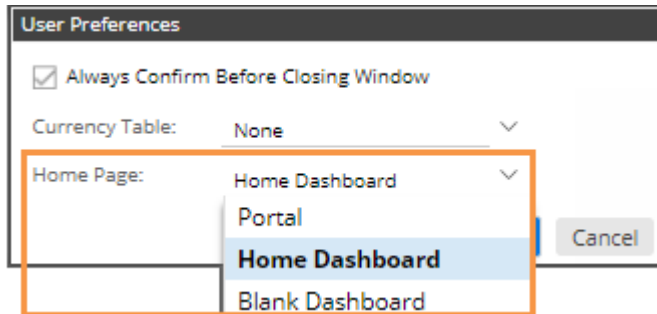 User Preferences
Always Confirm Before Closing Window
Currency Table: None
Home Page: Home Dashboard
Portal
Home Dashboard
Cancel
Blank Dashboard